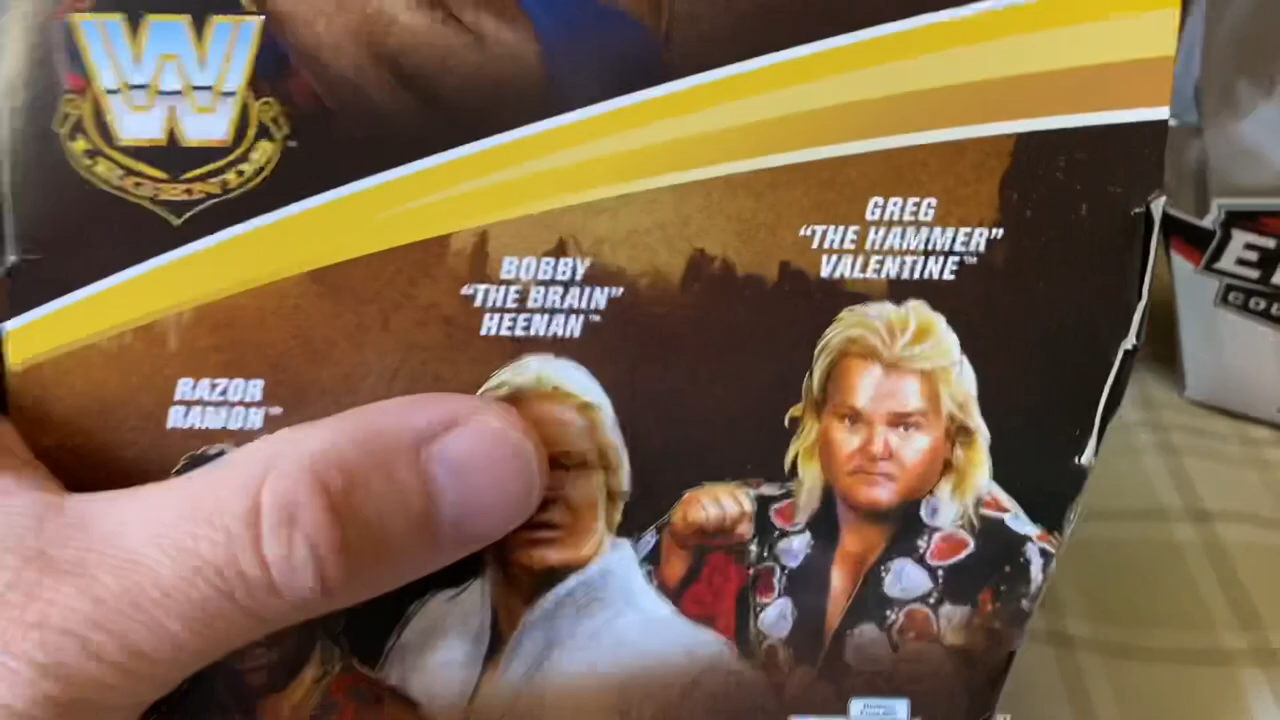 W
LEGENDS
GREG
“THE HAMMER”
VALENTINE™
BOBBY
“THE BRAIN”
HEENAN™
RAZOR
RAMON™